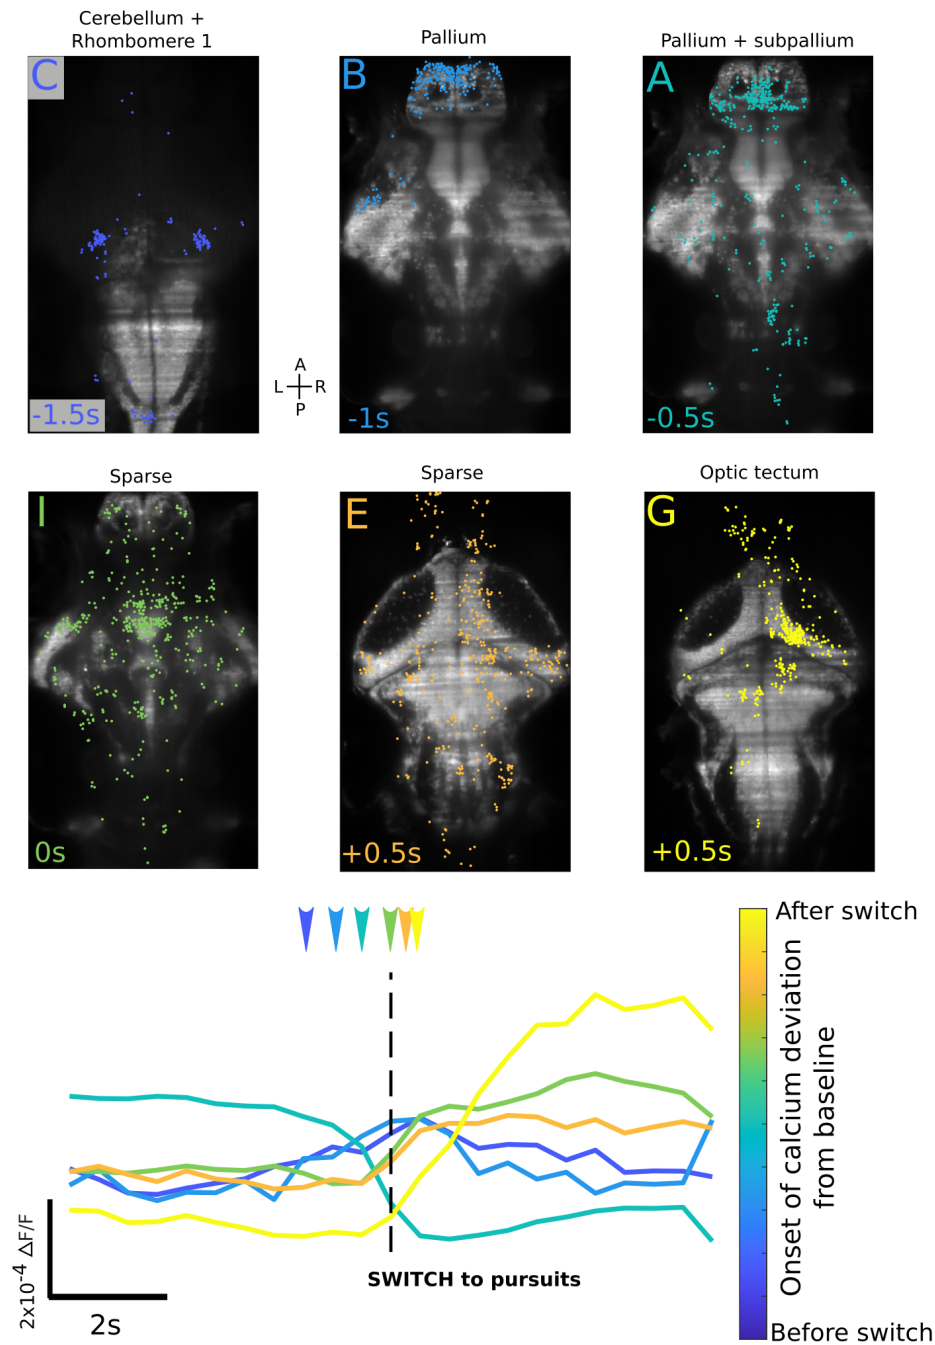 Cerebellum +
Rhombomere 1
Pallium
Pallium + subpallium
C
B
A
-1.5s
-1s
-0.5s
A
L R
P
Sparse
Sparse
Optic tectum
I
E
G
0s
+0.5s
+0.5s
After switch
Onset of calcium deviation
from baseline
Before switch
2x10⁻⁴ ΔF/F
2s
SWITCH to pursuits